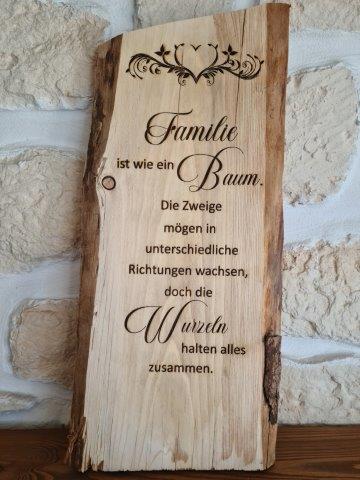 Familie
ist wie ein Baum.
Die Zweige
mögen in
unterschiedliche
Richtungen wachsen,
doch die
Wurzeln
halten alles
zusammen.